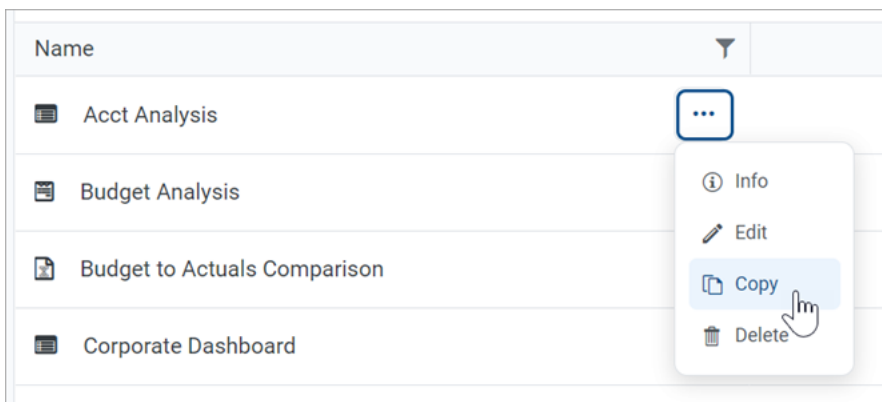 Name
Acct Analysis
Info
Budget Analysis
Edit
Budget to Actuals Comparison
Copy
Delete
Corporate Dashboard